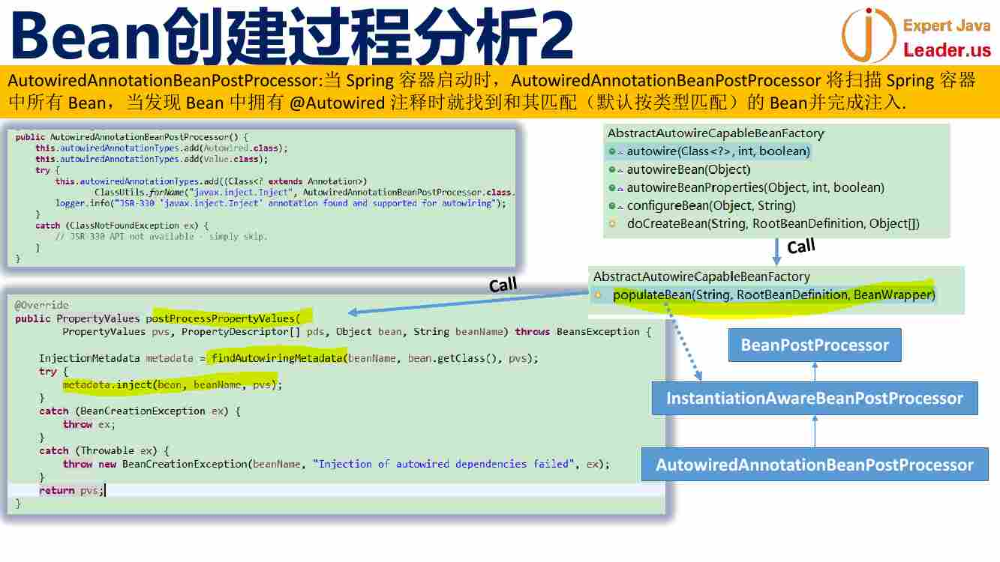 Bean创建过程分析2
Expert Java
Leader.us
AutowiredAnnotationBeanPostProcessor:当 Spring 容器启动时，AutowiredAnnotationBeanPostProcessor 将扫描 Spring 容器
中所有 Bean，当发现 Bean 中拥有 @Autowired 注释时就找到和其匹配（默认按类型匹配）的 Bean并完成注入.
public AutowiredAnnotationBeanPostProcessor() {
this.autowiredAnnotationTypes.add(Autowired.class);
this.autowiredAnnotationTypes.add(Value.class);
try {
this.autowiredAnnotationTypes.add((Class<? extends Annotation>)
ClassUtils.forName("javax.inject.Inject", AutowiredAnnotationBeanPostProcessor.class.
logger.info("JSR-330 'javax.inject.Inject' annotation found and supported for autowiring");
}
catch (ClassNotFoundException ex) {
// JSR-330 API not available - simply skip.
}
}
AbstractAutowireCapableBeanFactory
autowire(Class<?>, int, boolean)
autowireBean(Object)
autowireBeanProperties(Object, int, boolean)
configureBean(Object, String)
doCreateBean(String, RootBeanDefinition, Object[])
Call
AbstractAutowireCapableBeanFactory
populateBean(String, RootBeanDefinition, BeanWrapper)
Call
@Override
public PropertyValues postProcessPropertyValues(
PropertyValues pvs, PropertyDescriptor[] pds, Object bean, String beanName) throws BeansException {
InjectionMetadata metadata = findAutowiringMetadata(beanName, bean.getClass(), pvs);
try {
metadata.inject(bean, beanName, pvs);
}
catch (BeanCreationException ex) {
throw ex;
}
catch (Throwable ex) {
throw new BeanCreationException(beanName, "Injection of autowired dependencies failed", ex);
}
return pvs;
}
BeanPostProcessor
InstantiationAwareBeanPostProcessor
AutowiredAnnotationBeanPostProcessor